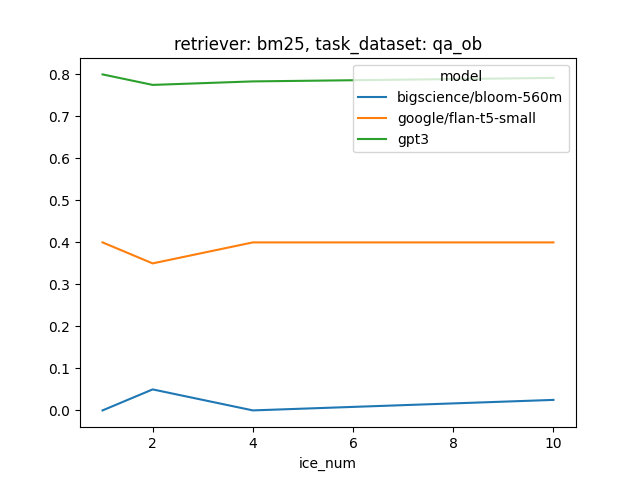 retriever: bm25, task_dataset: qa_ob
model
bigscience/bloom-560m
google/flan-t5-small
gpt3
0.8
0.7
0.6
0.5
0.4
0.3
0.2
0.1
0.0
2 4 6 8 10
ice_num